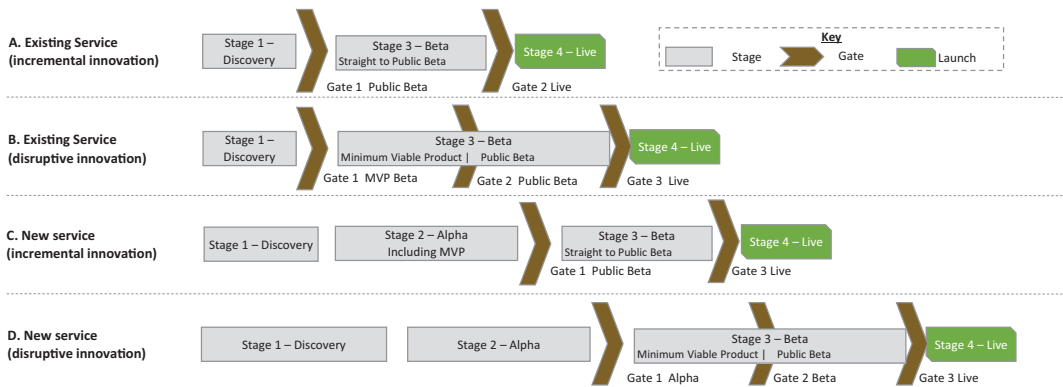 A. Existing Service
(incremental innovation)
Stage 1 –
Discovery
Stage 3 – Beta
Straight to Public Beta
Stage 4 – Live
Gate 1 Public Beta
Gate 2 Live
Key
Stage
Gate
Launch
B. Existing Service
(disruptive innovation)
Stage 1 –
Discovery
Stage 3 – Beta
Minimum Viable Product | Public Beta
Stage 4 – Live
Gate 1 MVP Beta
Gate 2 Public Beta
Gate 3 Live
C. New service
(incremental innovation)
Stage 1 – Discovery
Stage 2 – Alpha
Including MVP
Stage 3 – Beta
Straight to Public Beta
Stage 4 – Live
Gate 1 Public Beta
Gate 3 Live
D. New service
(disruptive innovation)
Stage 1 – Discovery
Stage 2 – Alpha
Stage 3 – Beta
Minimum Viable Product | Public Beta
Stage 4 – Live
Gate 1 Alpha
Gate 2 Beta
Gate 3 Live